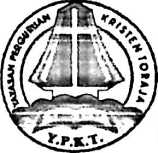 YAYASAN PERGURUAN KRISTEN TORAJA
Y.P.K.T.